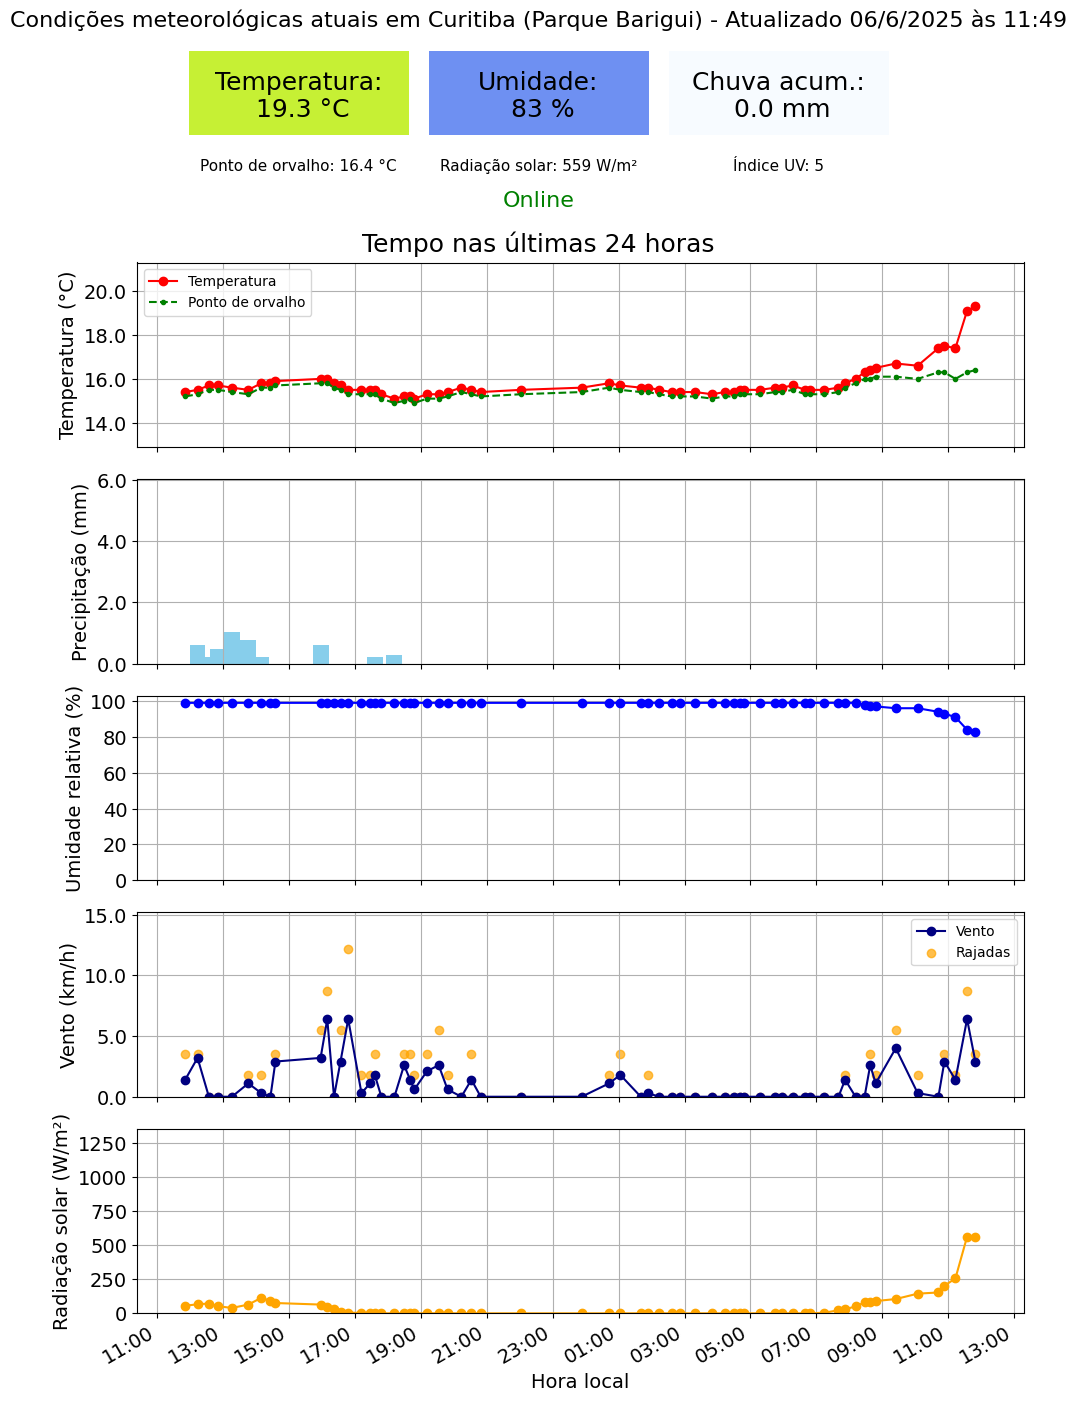 Condições meteorológicas atuais em Curitiba (Parque Barigui) - Atualizado 06/6/2025 às 11:49
Temperatura:
19.3 °C
Umidade:
83 %
Chuva acum.:
0.0 mm
Ponto de orvalho: 16.4 °C
Radiação solar: 559 W/m²
Índice UV: 5
Online
Tempo nas últimas 24 horas
Temperatura (°C)
20.0
18.0
16.0
14.0
Temperatura
Ponto de orvalho
Precipitação (mm)
6.0
4.0
2.0
0.0
Umidade relativa (%)
100
80
60
40
20
0
Vento (km/h)
15.0
10.0
5.0
0.0
Vento
Rajadas
Radiação solar (W/m²)
1250
1000
750
500
250
0
11:00 13:00 15:00 17:00 19:00 21:00 23:00 01:00 03:00 05:00 07:00 09:00 11:00 13:00
Hora local